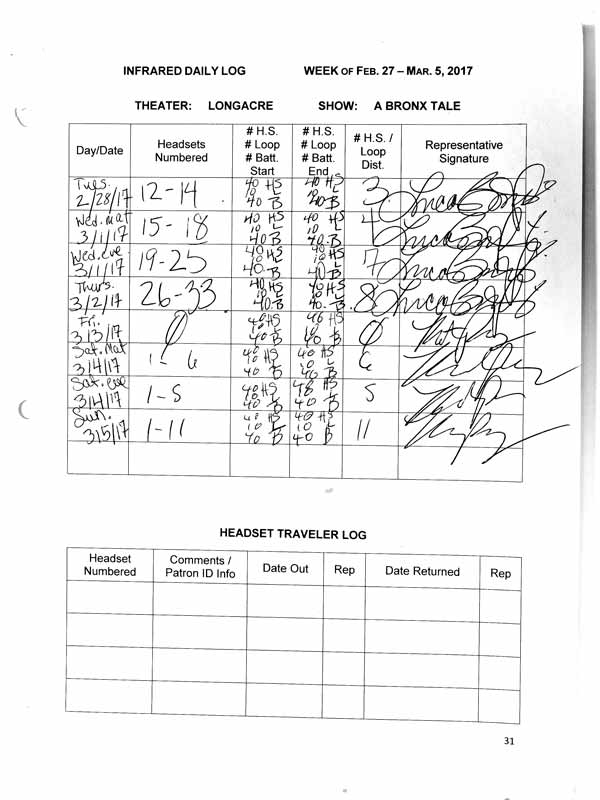 INFRARED DAILY LOG WEEK OF FEB. 27 – MAR. 5, 2017
THEATER: LONGACRE SHOW: A BRONX TALE
Day/Date Headsets Numbered # H.S. # Loop # Batt. Start # H.S. # Loop # Batt. End # H.S. / Loop Dist. Representative Signature
Tues. 2/28/17 12-14 40 HS 10 L 40 B 40 HS 10 L 40 B 3
Wed. mat 3/1/17 15-18 40 HS 10 L 40 B 40 HS 10 L 40 B 4
Wed. eve 3/1/17 19-25 40 HS 10 L 40 B 40 HS 10 L 40 B 7
Thurs. 3/2/17 26-33 40 HS 10 L 40 B 40 HS 10 L 40 B 8
Fri. 3/3/17 0 40 HS 10 L 40 B 40 HS 10 L 40 B 0
Sat. Mat 3/4/17 1-6 40 HS 10 L 40 B 40 HS 10 L 40 B 6
Sat. eve 3/4/17 1-5 40 HS 10 L 40 B 40 HS 10 L 40 B 5
Sun. 3/5/17 1-11 40 HS 10 L 40 B 40 HS 10 L 40 B 11
HEADSET TRAVELER LOG
Headset Numbered Comments / Patron ID Info Date Out Rep Date Returned Rep
31